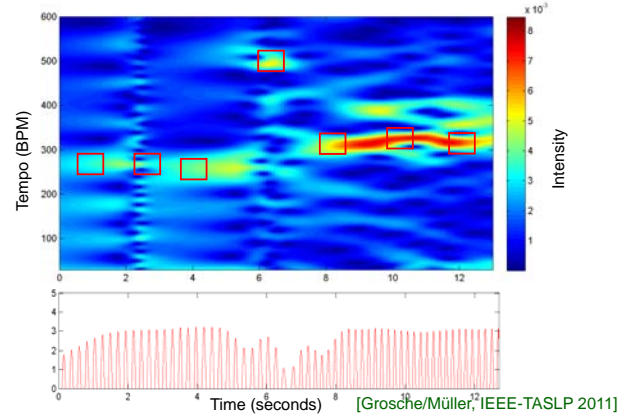 600
500
400
300
200
100
0 2 4 6 8 10 12
Tempo (BPM)
x 10⁻³
8
7
6
5
4
3
2
1
Intensity
5
4
3
2
1
0
0 2 4 6 8 10 12
Time (seconds)
[Grosche/Müller, IEEE-TASLP 2011]